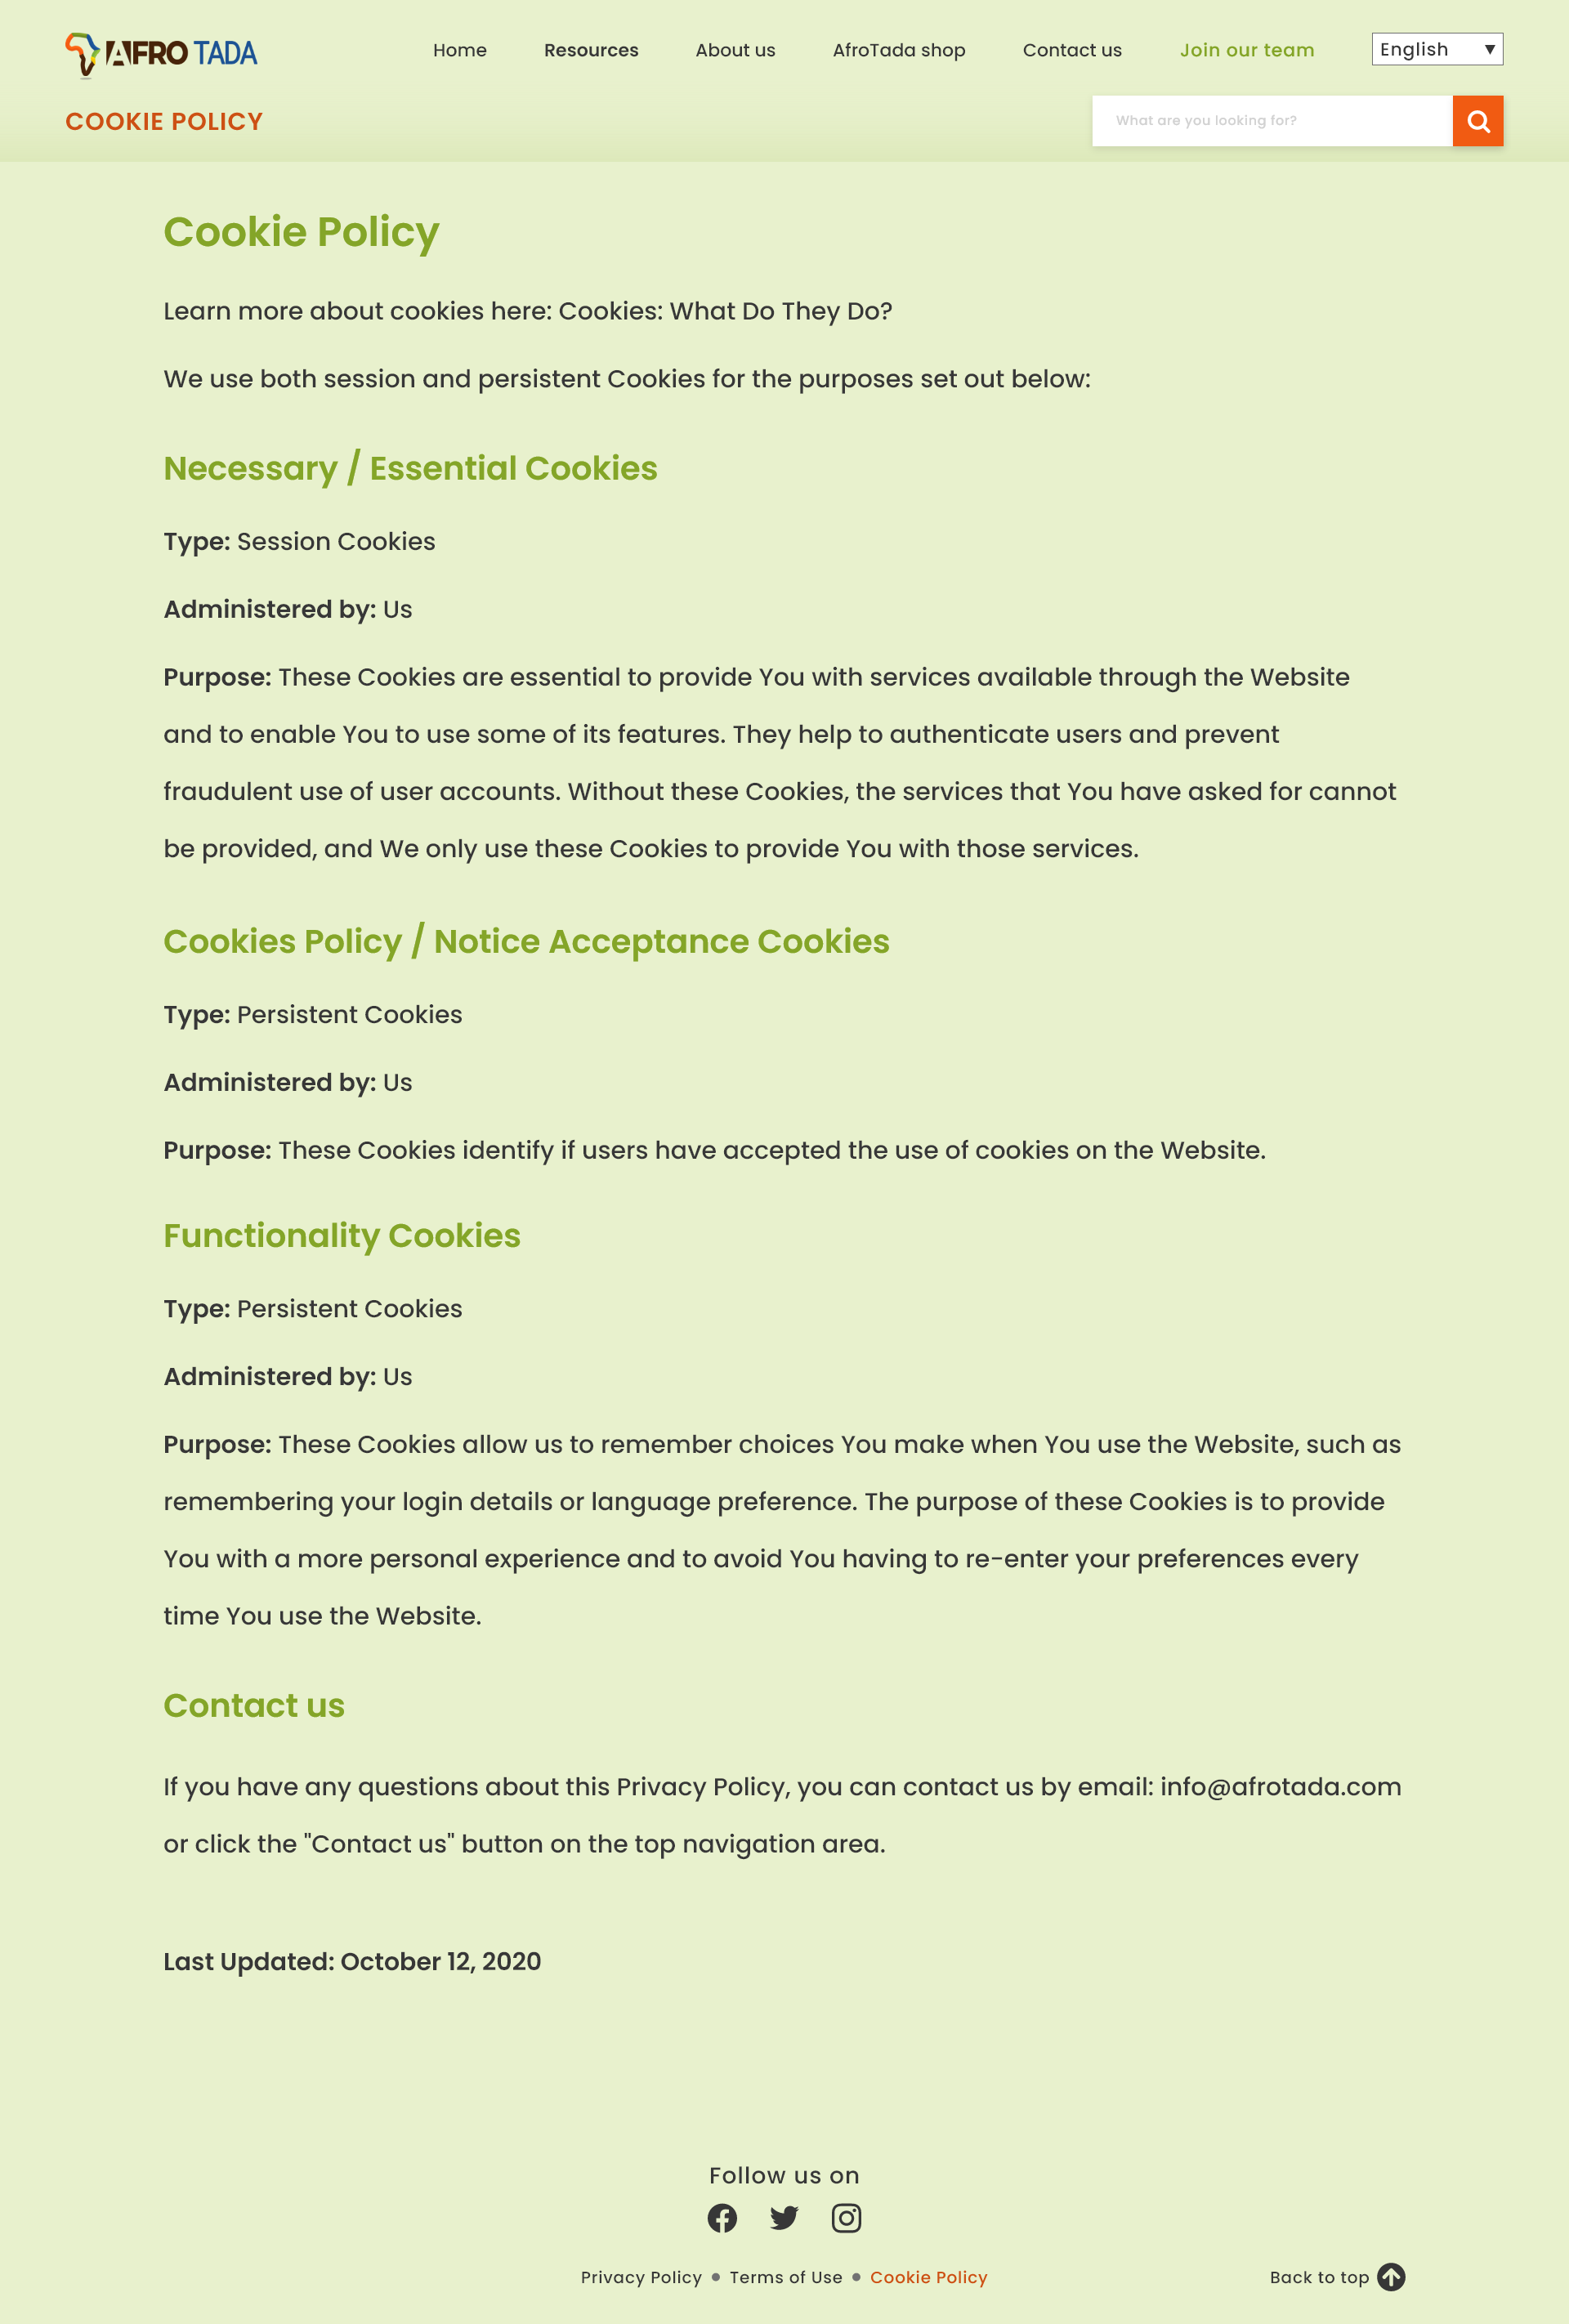 AFRO TADA
Home
Resources
About us
AfroTada shop
Contact us
Join our team
English
COOKIE POLICY
What are you looking for?
Cookie Policy
Learn more about cookies here: Cookies: What Do They Do?
We use both session and persistent Cookies for the purposes set out below:
Necessary / Essential Cookies
Type: Session Cookies
Administered by: Us
Purpose: These Cookies are essential to provide You with services available through the Website
and to enable You to use some of its features. They help to authenticate users and prevent
fraudulent use of user accounts. Without these Cookies, the services that You have asked for cannot
be provided, and We only use these Cookies to provide You with those services.
Cookies Policy / Notice Acceptance Cookies
Type: Persistent Cookies
Administered by: Us
Purpose: These Cookies identify if users have accepted the use of cookies on the Website.
Functionality Cookies
Type: Persistent Cookies
Administered by: Us
Purpose: These Cookies allow us to remember choices You make when You use the Website, such as
remembering your login details or language preference. The purpose of these Cookies is to provide
You with a more personal experience and to avoid You having to re-enter your preferences every
time You use the Website.
Contact us
If you have any questions about this Privacy Policy, you can contact us by email: info@afrotada.com
or click the "Contact us" button on the top navigation area.
Last Updated: October 12, 2020
Follow us on
Privacy Policy • Terms of Use • Cookie Policy
Back to top